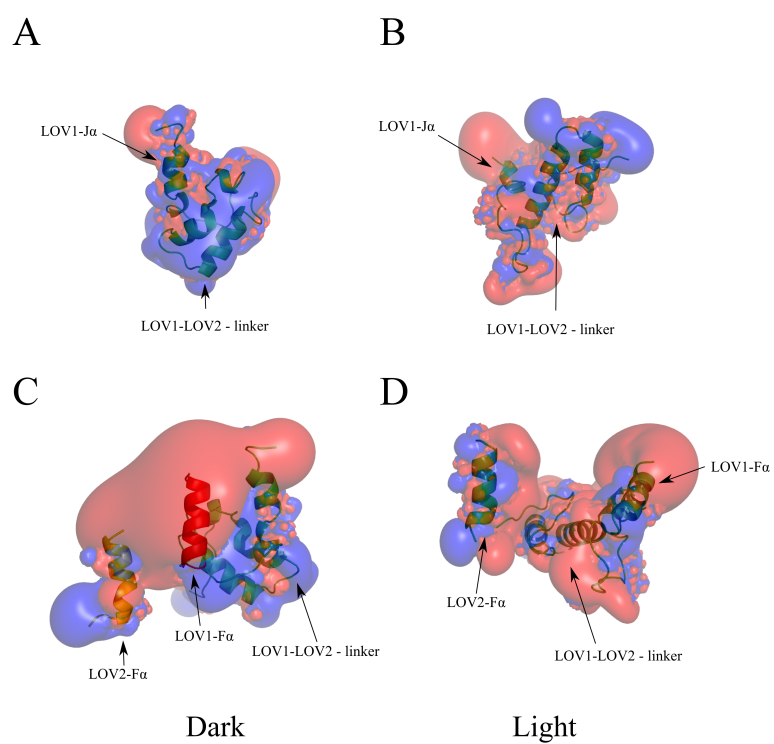 A
B
LOV1-Jα
LOV1-Jα
LOV1-LOV2 - linker
LOV1-LOV2 - linker
C
D
LOV1-Fα
LOV2-Fα
LOV1-Fα
LOV1-LOV2 - linker
LOV1-LOV2 - linker
LOV2-Fα
Dark
Light